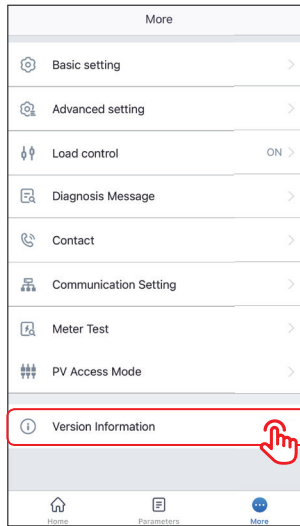 More
Basic setting
Advanced setting
Load control ON
Diagnosis Message
Contact
Communication Setting
Meter Test
PV Access Mode
Version Information
Home Parameters More